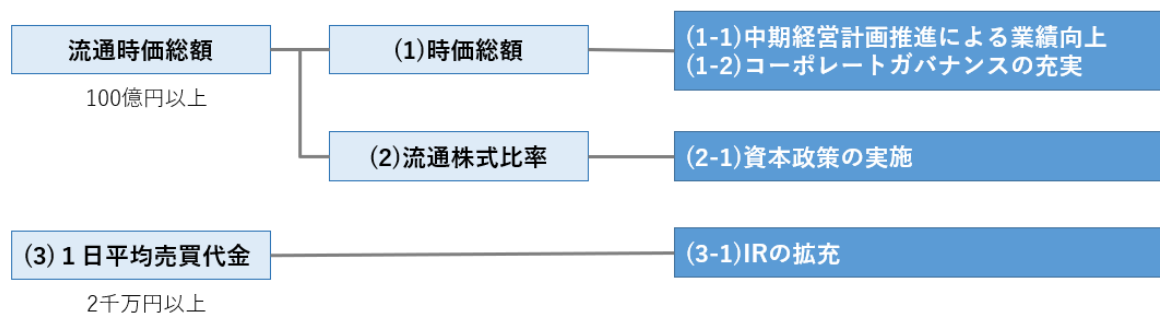 流通時価総額
100億円以上
(1)時価総額
(1-1)中期経営計画推進による業績向上
(1-2)コーポレートガバナンスの充実
(2)流通株式比率
(2-1)資本政策の実施
(3)１日平均売買代金
2千万円以上
(3-1)IRの拡充